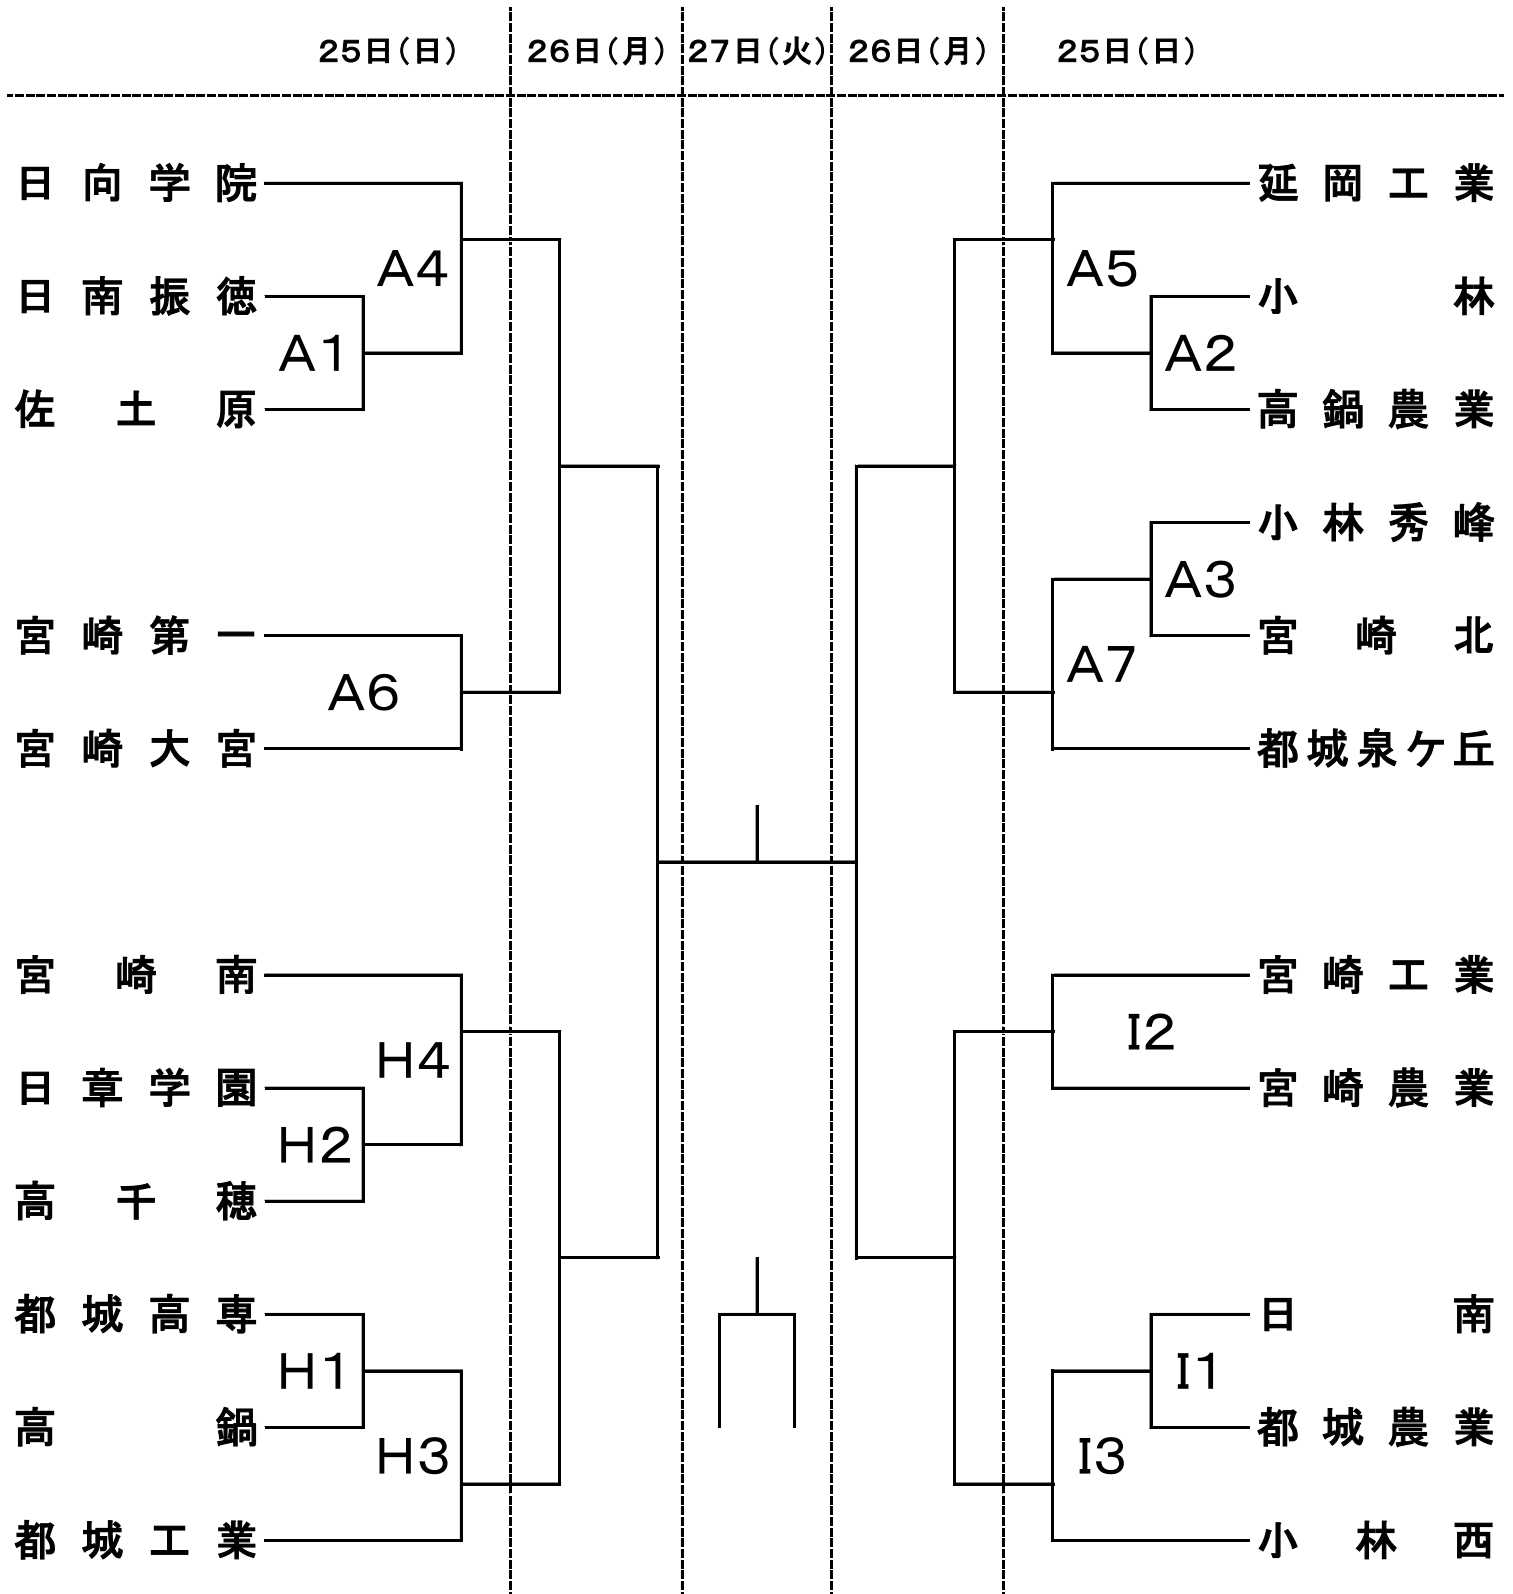 25日(日) 26日(月) 27日(火) 26日(月) 25日(日)
日向学院 延岡工業
A4 A5
日南振徳 小林
A1 A2
佐土原 高鍋農業
小林秀峰
A3
宮崎第一 宮崎北
A6 A7
宮崎大宮 都城泉ケ丘
宮崎南 宮崎工業
H4 I2
日章学園 宮崎農業
H2
高千穂
都城高専 日南
H1 I1
高鍋 都城農業
H3 I3
都城工業 小林西